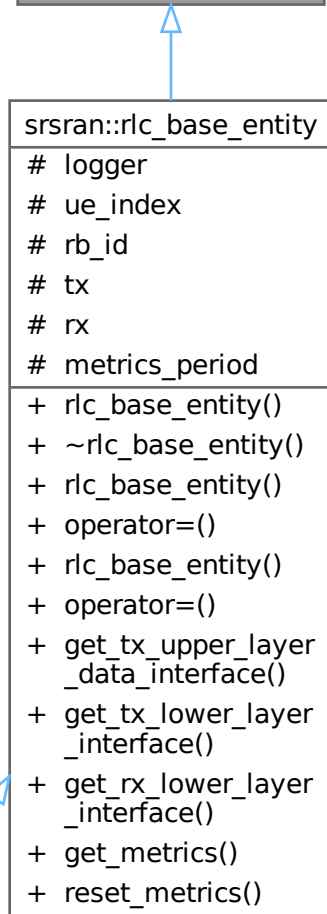 srsran::rlc_base_entity
# logger
# ue_index
# rb_id
# tx
# rx
# metrics_period
+ rlc_base_entity()
+ ~rlc_base_entity()
+ rlc_base_entity()
+ operator=()
+ rlc_base_entity()
+ operator=()
+ get_tx_upper_layer
_data_interface()
+ get_tx_lower_layer
_interface()
+ get_rx_lower_layer
_interface()
+ get_metrics()
+ reset_metrics()